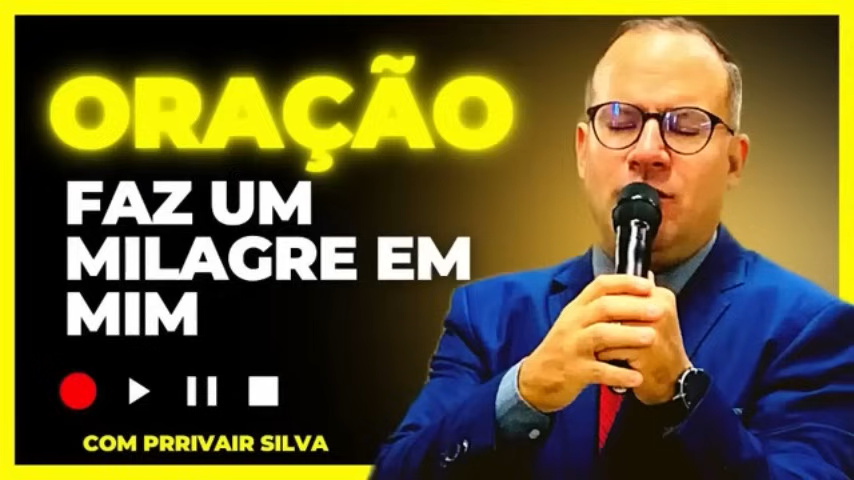 ORAÇÃO
FAZ UM
MILAGRE EM
MIM
COM PRRIVAIR SILVA